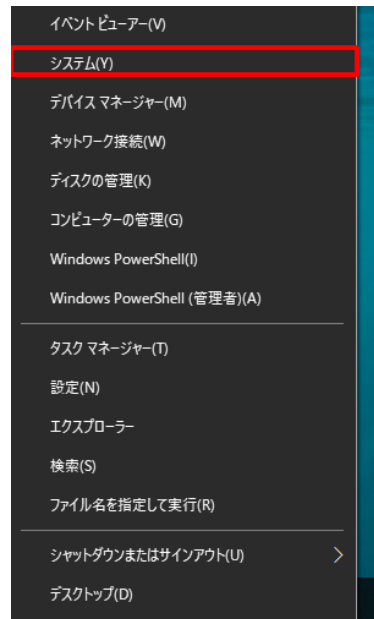 イベント ビューアー(V)
システム(Y)
デバイス マネージャー(M)
ネットワーク接続(W)
ディスクの管理(K)
コンピューターの管理(G)
Windows PowerShell(I)
Windows PowerShell (管理者)(A)
タスク マネージャー(T)
設定(N)
エクスプローラー
検索(S)
ファイル名を指定して実行(R)
シャットダウンまたはサインアウト(U)
デスクトップ(D)